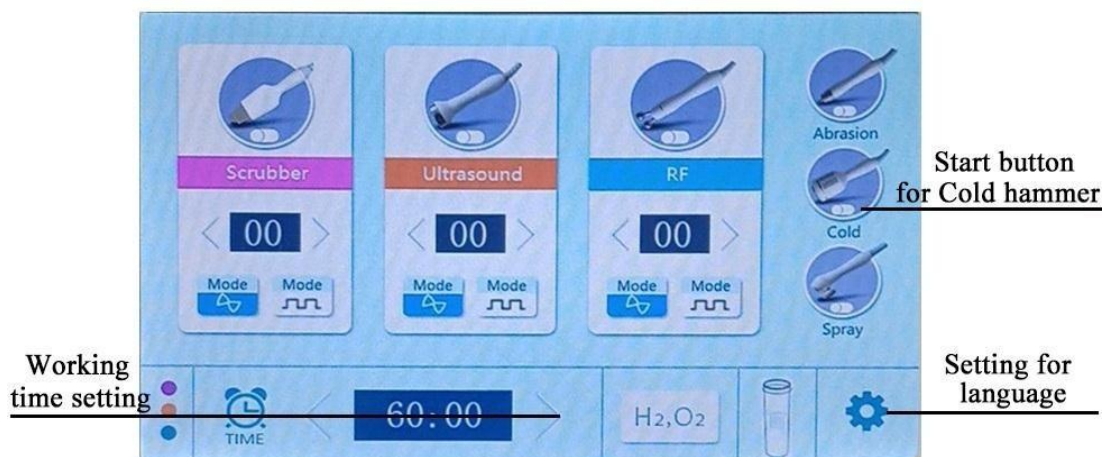 Scrubber
00
Mode
Mode
Ultrasound
00
Mode
Mode
RF
00
Mode
Mode
Abrasion
Cold
Spray
Start button
for Cold hammer
Working
time setting
TIME
60:00
H2,O2
Setting for
language